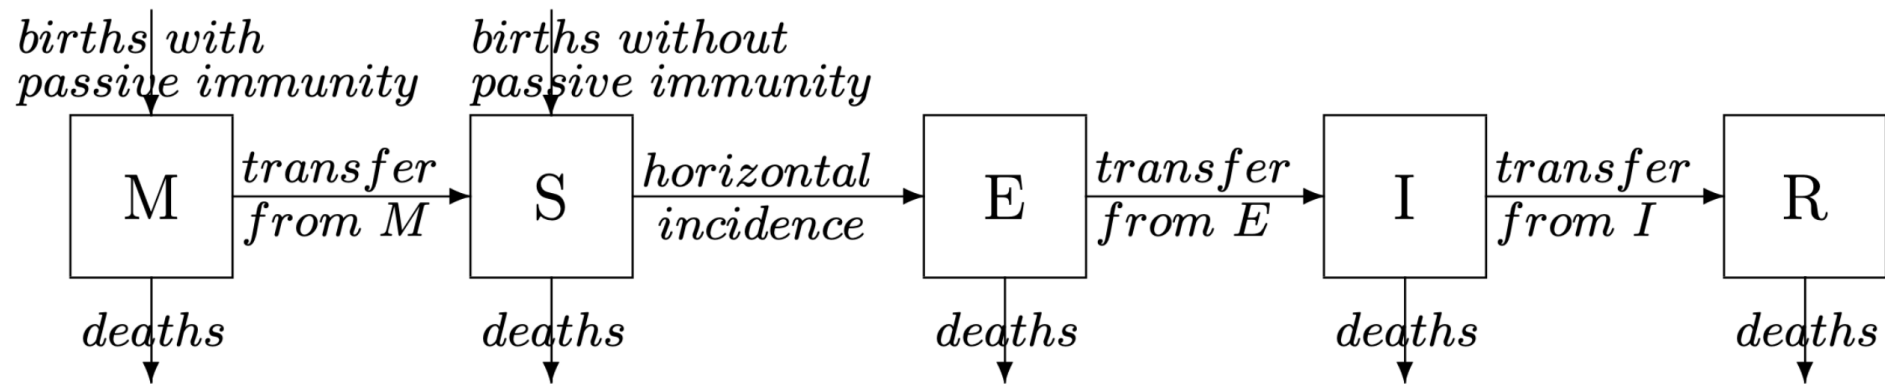 births with
passive immunity
births without
passive immunity
M
transfer
from M
S
horizontal
incidence
E
transfer
from E
I
transfer
from I
R
deaths
deaths
deaths
deaths
deaths